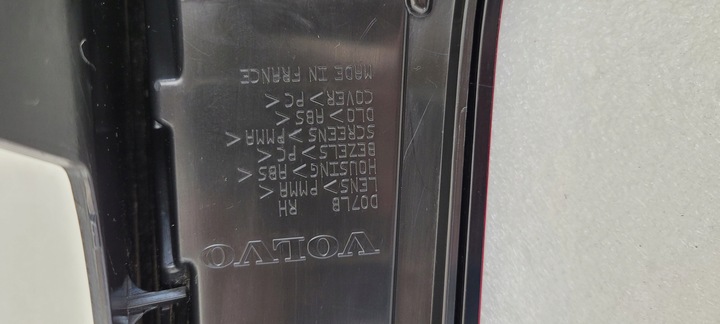 VOLVO
D07LB RH
LENS >PMMA<
HOUSING >ABS<
BEZELS >PC<
SCREENS >PMMA<
DLO >ABS<
COVER >PC<
MADE IN FRANCE